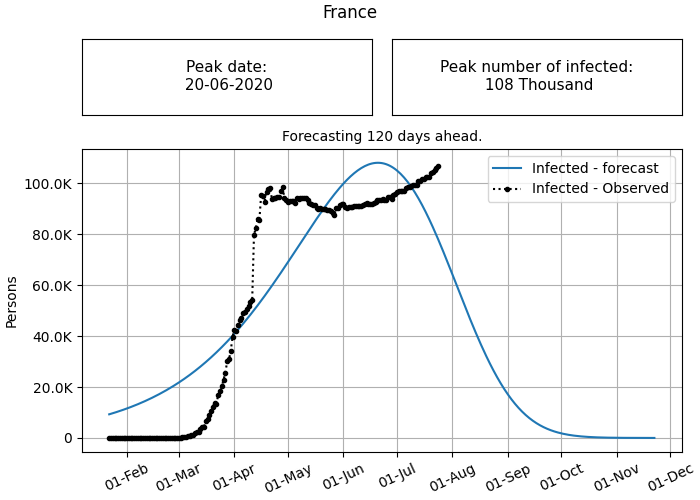 France
Peak date:
20-06-2020
Peak number of infected:
108 Thousand
Forecasting 120 days ahead.
Infected - forecast
Infected - Observed
Persons
100.0K
80.0K
60.0K
40.0K
20.0K
0
01-Feb
01-Mar
01-Apr
01-May
01-Jun
01-Jul
01-Aug
01-Sep
01-Oct
01-Nov
01-Dec